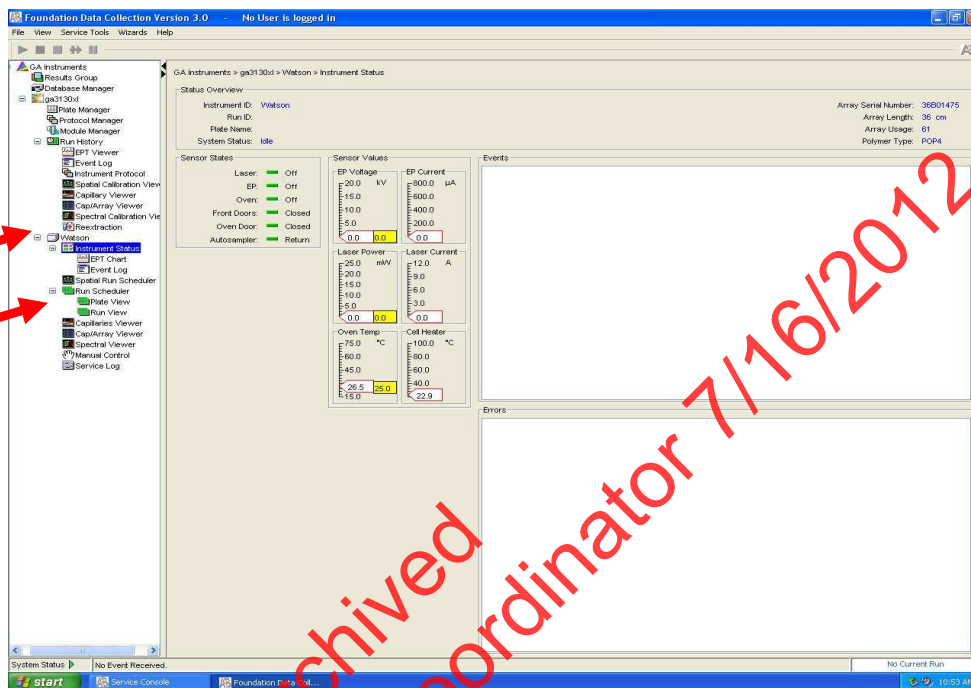 Foundation Data Collection Version 3.0 - No User is logged in
File View Service Tools Wizards Help
GA Instruments
Results Group
Database Manager
ga3130xl
Plate Manager
Protocol Manager
Module Manager
Run History
EPT Viewer
Event Log
Instrument Protocol
Spatial Calibration View
Capillary Viewer
Cap/Array Viewer
Spectral Calibration Vie
Reextraction
Watson
Instrument Status
EPT Chart
Event Log
Spatial Run Scheduler
Run Scheduler
Plate View
Run View
Capillaries Viewer
Cap/Array Viewer
Spectral Viewer
Manual Control
Service Log
GA Instruments > ga3130xl > Watson > Instrument Status
Status Overview
Instrument ID: Watson
Run ID:
Plate Name:
System Status: Idle
Array Serial Number: 36B01475
Array Length: 36 cm
Array Usage: 61
Polymer Type: POP4
Sensor States
Laser: Off
EP: Off
Oven: Off
Front Doors: Closed
Oven Door: Closed
Autosampler: Return
Sensor Values
EP Voltage
20.0 kV
15.0
10.0
5.0
0.0 0.0
EP Current
800.0 µA
600.0
400.0
200.0
0.0
Laser Power
25.0 mW
20.0
15.0
10.0
5.0
0.0 0.0
Laser Current
12.0 A
9.0
6.0
3.0
0.0
Oven Temp
75.0 °C
60.0
45.0
26.5 25.0
15.0
Cell Heater
100.0 °C
80.0
60.0
40.0
22.9
Events
Errors
chived
oordinator 7/16/2012
System Status No Event Received. No Current Run
start Service Console Foundation Data Coll... 10:53 AM